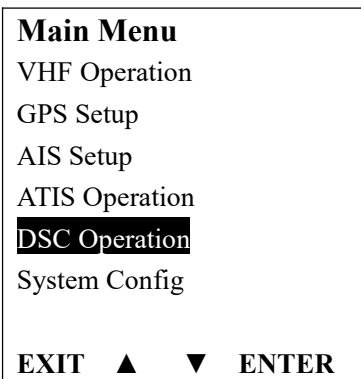 Main Menu
VHF Operation
GPS Setup
AIS Setup
ATIS Operation
DSC Operation
System Config
EXIT ▲ ▼ ENTER